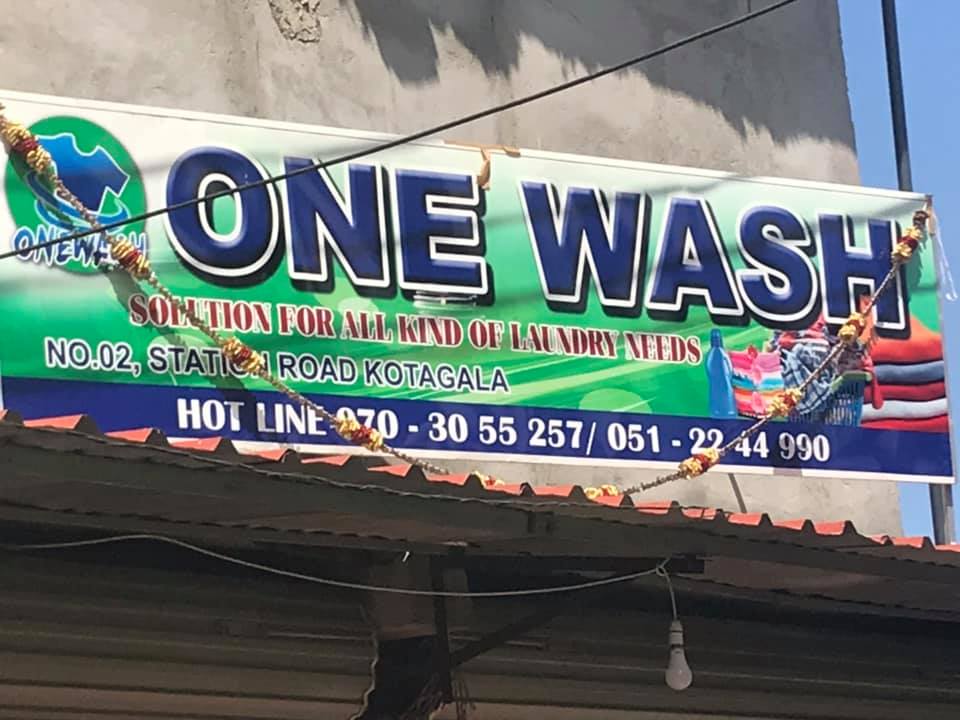 ONEWASH
ONE WASH
SOLUTION FOR ALL KIND OF LAUNDRY NEEDS
NO.02, STATION ROAD KOTAGALA
HOT LINE 070 - 30 55 257/ 051 - 22 44 990